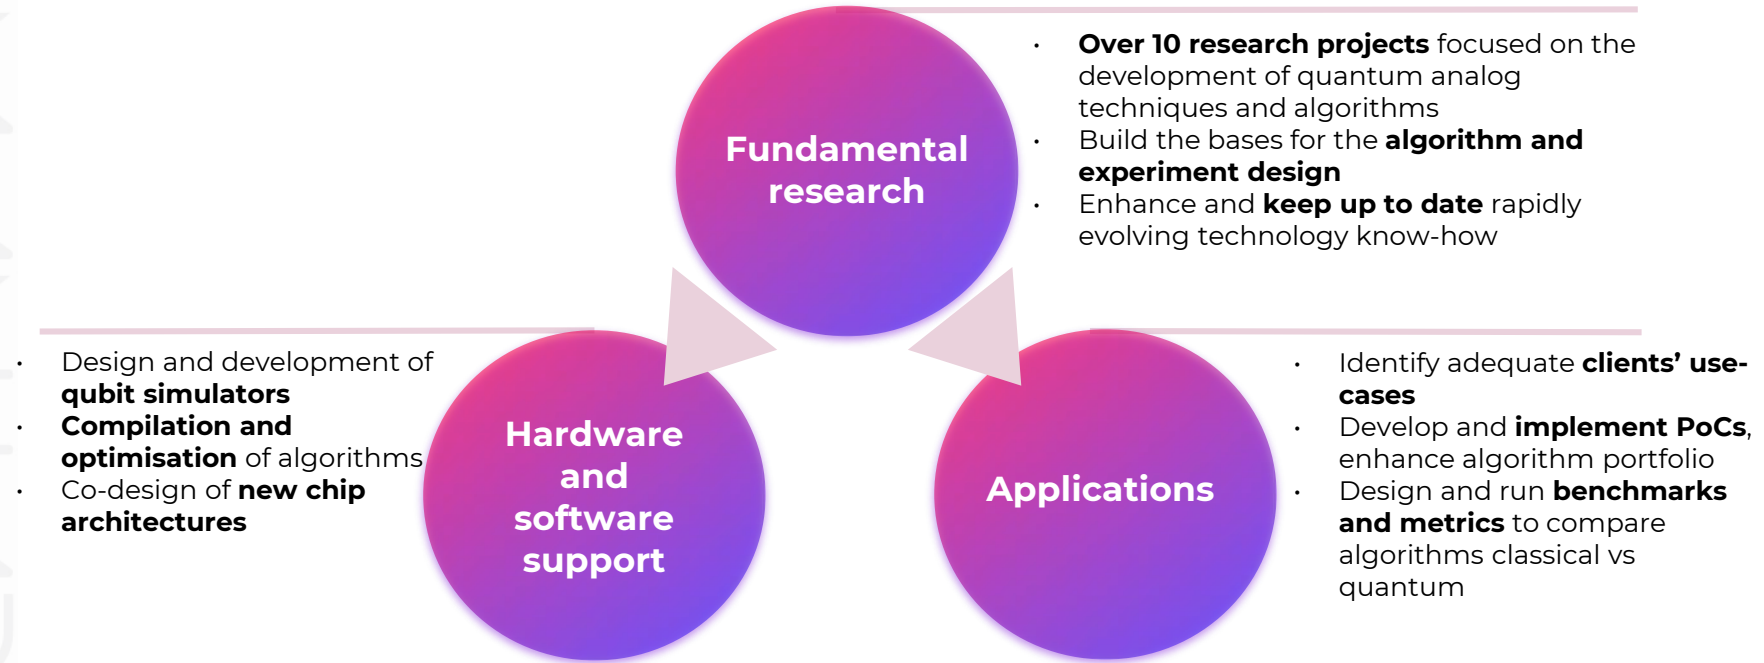 Fundamental
research
• Over 10 research projects focused on the
development of quantum analog
techniques and algorithms
• Build the bases for the algorithm and
experiment design
• Enhance and keep up to date rapidly
evolving technology know-how
• Design and development of
qubit simulators
• Compilation and
optimisation of algorithms
• Co-design of new chip
architectures
Hardware
and
software
support
Applications
• Identify adequate clients’ use-
cases
• Develop and implement PoCs,
enhance algorithm portfolio
• Design and run benchmarks
and metrics to compare
algorithms classical vs
quantum